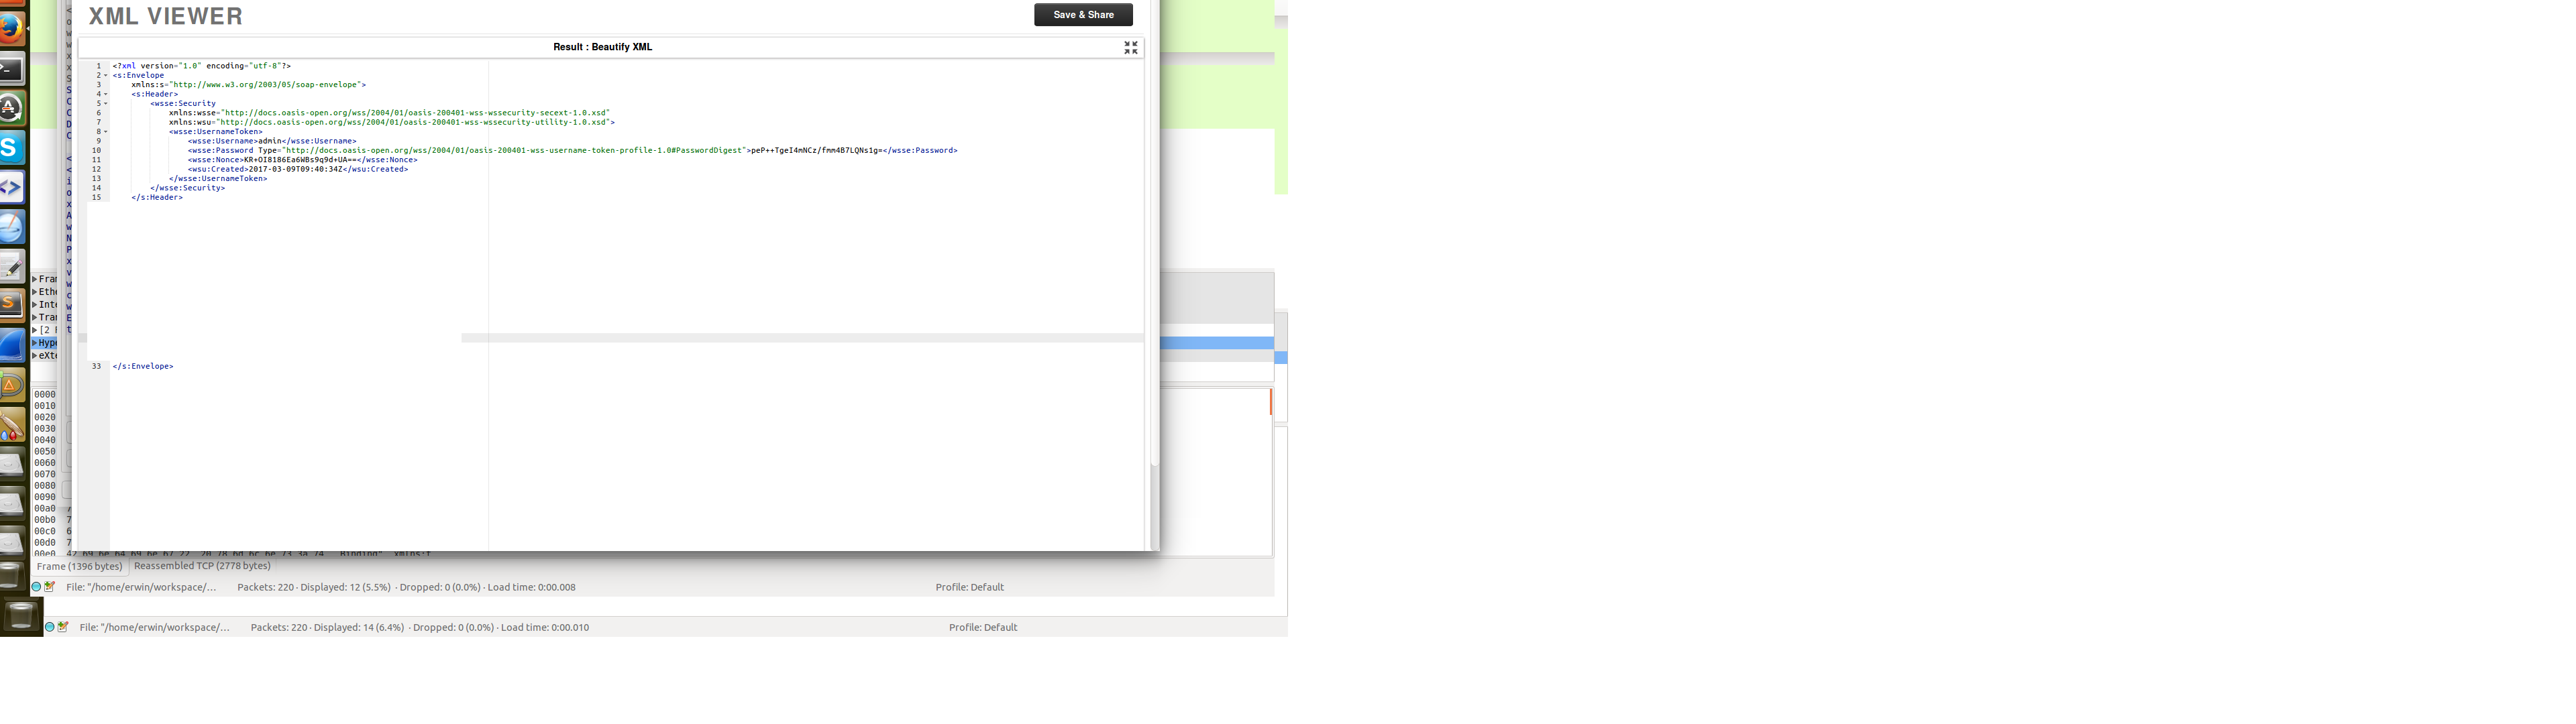 XML VIEWER
Save & Share
Result : Beautify XML
1 <?xml version="1.0" encoding="utf-8"?>
2 <s:Envelope
3 xmlns:s="http://www.w3.org/2003/05/soap-envelope">
4 <s:Header>
5 <wsse:Security
6 xmlns:wsse="http://docs.oasis-open.org/wss/2004/01/oasis-200401-wss-wssecurity-secext-1.0.xsd"
7 xmlns:wsu="http://docs.oasis-open.org/wss/2004/01/oasis-200401-wss-wssecurity-utility-1.0.xsd">
8 <wsse:UsernameToken>
9 <wsse:Username>admin</wsse:Username>
10 <wsse:Password Type="http://docs.oasis-open.org/wss/2004/01/oasis-200401-wss-username-token-profile-1.0#PasswordDigest">peP++TgeI4mNCz/fmm4B7LQNs1g=</wsse:Password>
11 <wsse:Nonce>KR+OI8186Ea6WBs9q9d+UA==</wsse:Nonce>
12 <wsu:Created>2017-03-09T09:40:34Z</wsu:Created>
13 </wsse:UsernameToken>
14 </wsse:Security>
15 </s:Header>
33 </s:Envelope>
Fran
Ethe
Inte
Tran
[2 F
Hype
eXte
0000
0010
0020
0030
0040
0050
0060
0070
0080
0090
00a0
00b0 7
00c0 6
00d0 7
00e0
Frame (1396 bytes) Reassembled TCP (2778 bytes)
File: "/home/erwin/workspace/... Packets: 220 · Displayed: 12 (5.5%) · Dropped: 0 (0.0%) · Load time: 0:00.008 Profile: Default
File: "/home/erwin/workspace/... Packets: 220 · Displayed: 14 (6.4%) · Dropped: 0 (0.0%) · Load time: 0:00.010 Profile: Default